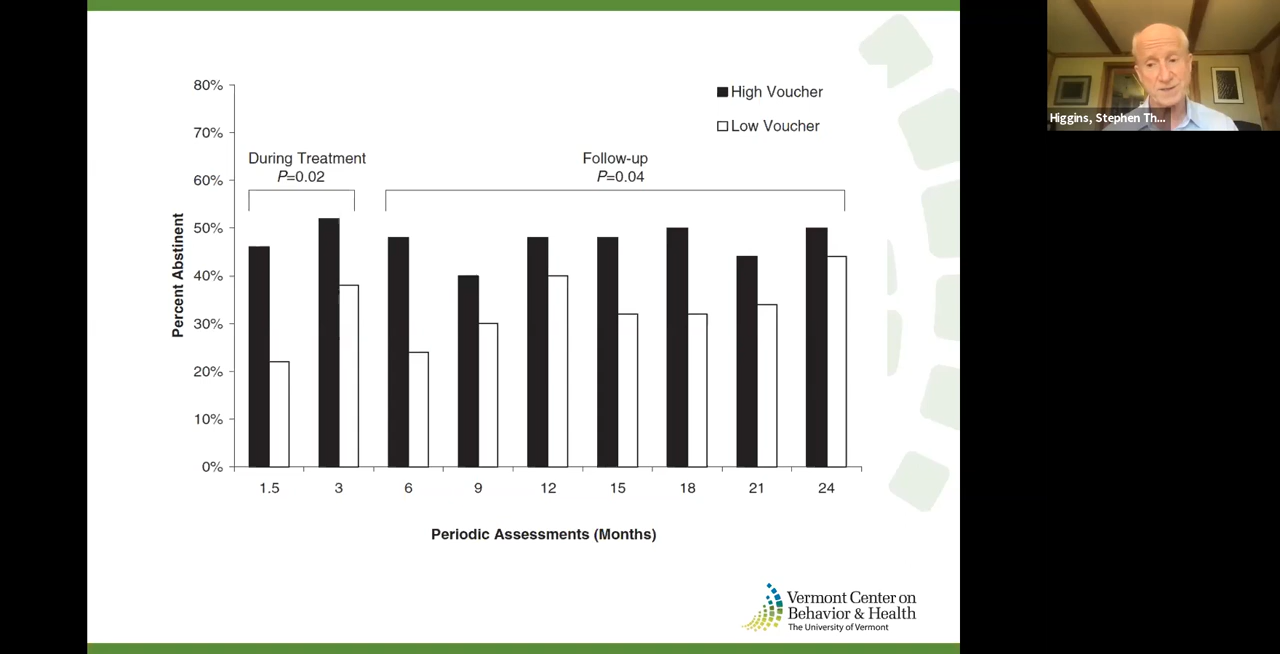 80%
70%
60%
50%
40%
30%
20%
10%
0%
Percent Abstinent
High Voucher
Low Voucher
During Treatment
P=0.02
Follow-up
P=0.04
1.5 3 6 9 12 15 18 21 24
Periodic Assessments (Months)
Vermont Center on
Behavior & Health
The University of Vermont
Higgins, Stephen Th...